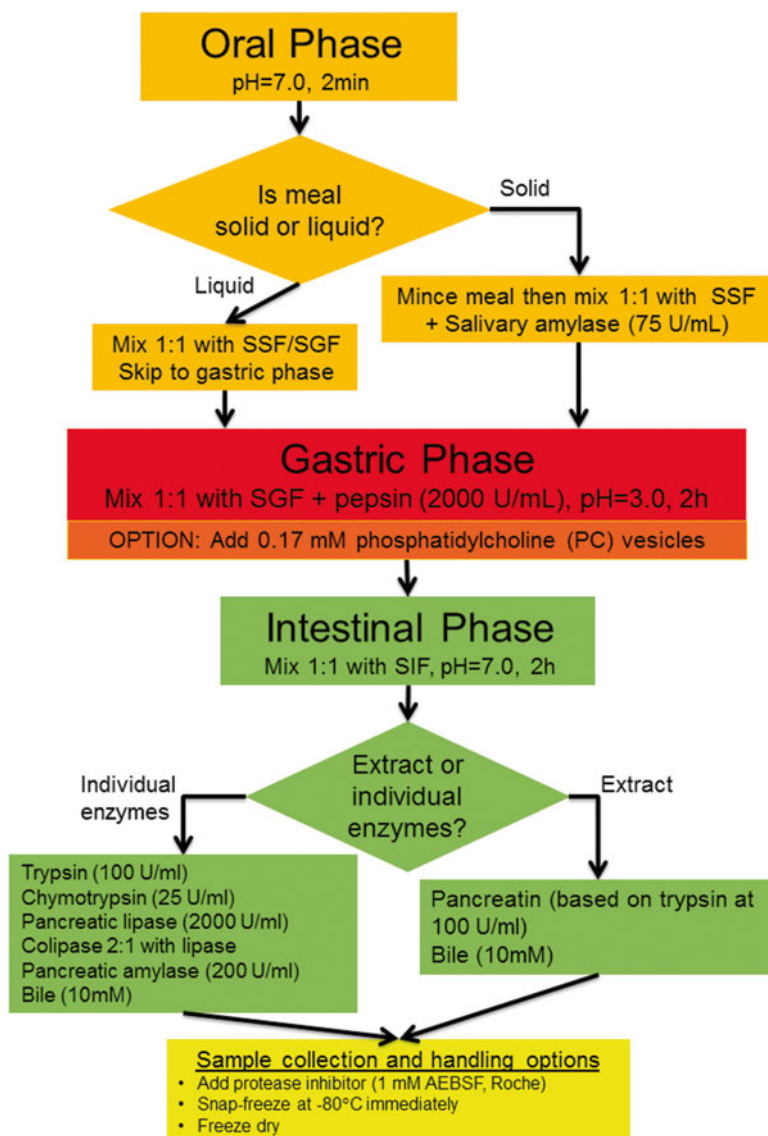 Oral Phase
pH=7.0, 2min
Is meal
solid or liquid?
Solid
Liquid
Mince meal then mix 1:1 with SSF
+ Salivary amylase (75 U/mL)
Mix 1:1 with SSF/SGF
Skip to gastric phase
Gastric Phase
Mix 1:1 with SGF + pepsin (2000 U/mL), pH=3.0, 2h
OPTION: Add 0.17 mM phosphatidylcholine (PC) vesicles
Intestinal Phase
Mix 1:1 with SIF, pH=7.0, 2h
Extract or
individual
enzymes?
Individual
enzymes
Extract
Trypsin (100 U/ml)
Chymotrypsin (25 U/ml)
Pancreatic lipase (2000 U/ml)
Colipase 2:1 with lipase
Pancreatic amylase (200 U/ml)
Bile (10mM)
Pancreatin (based on trypsin at
100 U/ml)
Bile (10mM)
Sample collection and handling options
• Add protease inhibitor (1 mM AEBSF, Roche)
• Snap-freeze at -80°C immediately
• Freeze dry